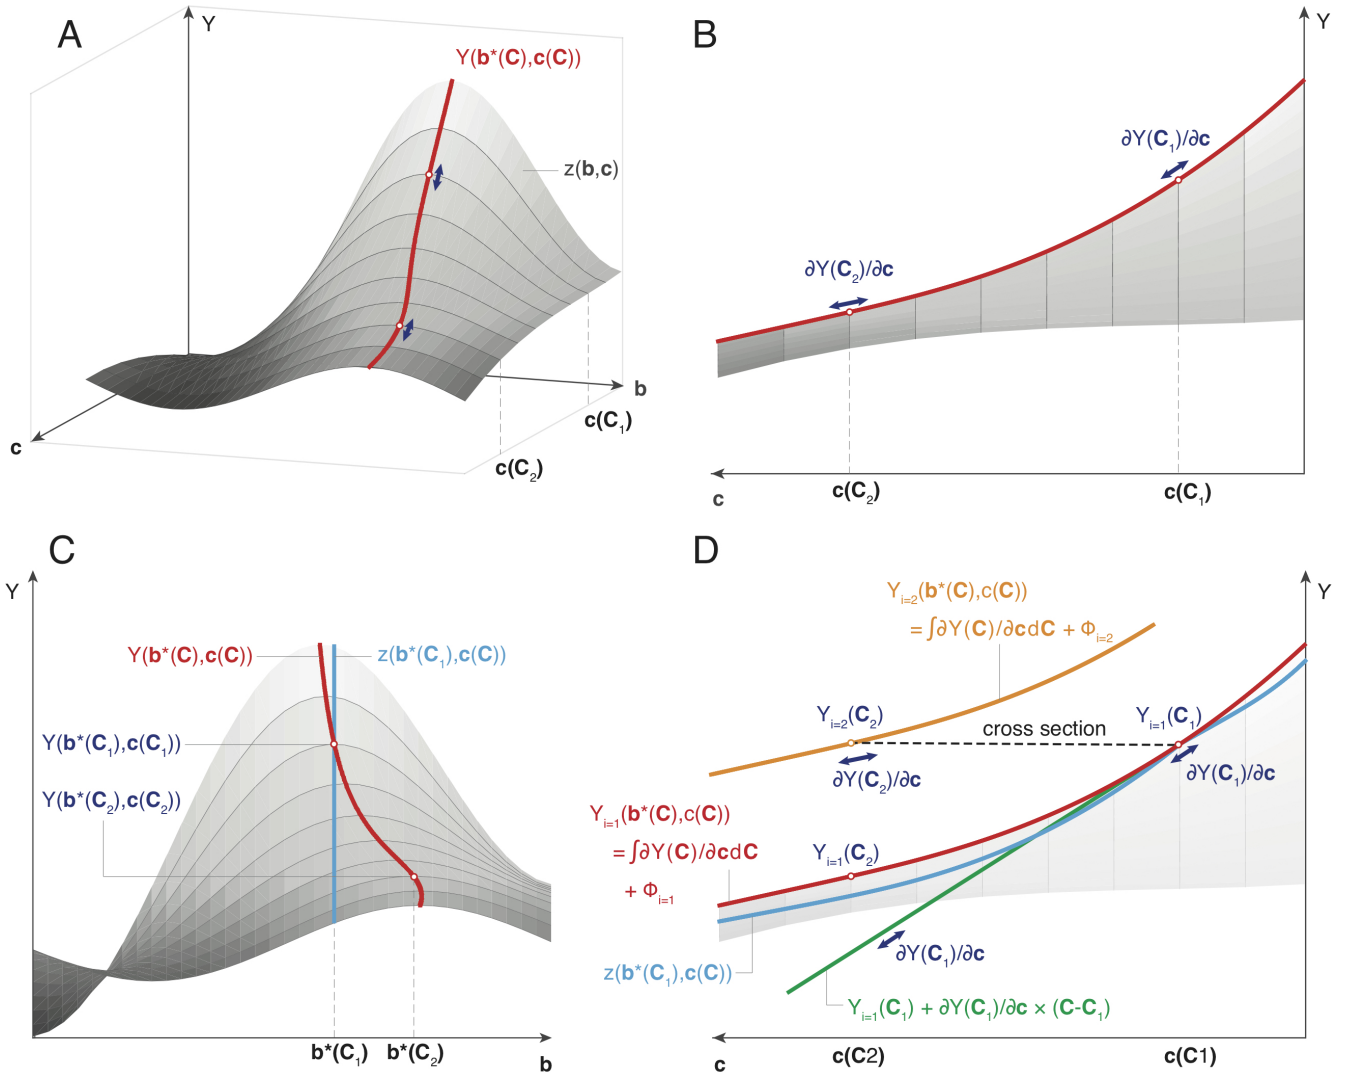 A
Y
Y(b*(C),c(C))
z(b,c)
b
c(C₁)
c(C₂)
c
B
Y
∂Y(C₁)/∂c
∂Y(C₂)/∂c
c
c(C₂)
c(C₁)
C
Y
Y(b*(C),c(C))
z(b*(C₁),c(C))
Y(b*(C₁),c(C₁))
Y(b*(C₂),c(C₂))
b*(C₁)
b*(C₂)
b
D
Y
Yᵢ₌₂(b*(C),c(C))
= ∫∂Y(C)/∂cdC + Φᵢ₌₂
Yᵢ₌₂(C₂)
Yᵢ₌₁(C₁)
cross section
∂Y(C₂)/∂c
∂Y(C₁)/∂c
Yᵢ₌₁(b*(C),c(C))
= ∫∂Y(C)/∂cdC
+ Φᵢ₌₁
Yᵢ₌₁(C₂)
∂Y(C₁)/∂c
z(b*(C₁),c(C))
Yᵢ₌₁(C₁) + ∂Y(C₁)/∂c × (C-C₁)
c
c(C2)
c(C1)